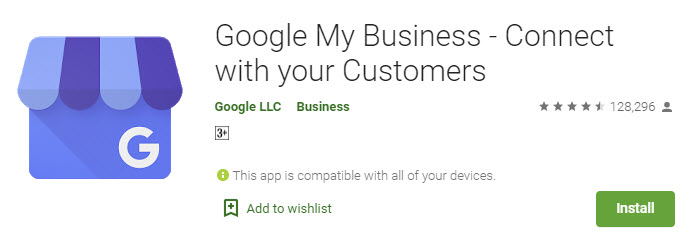 Google My Business - Connect
with your Customers
Google LLC Business 128,296
3+
G
This app is compatible with all of your devices.
Add to wishlist Install